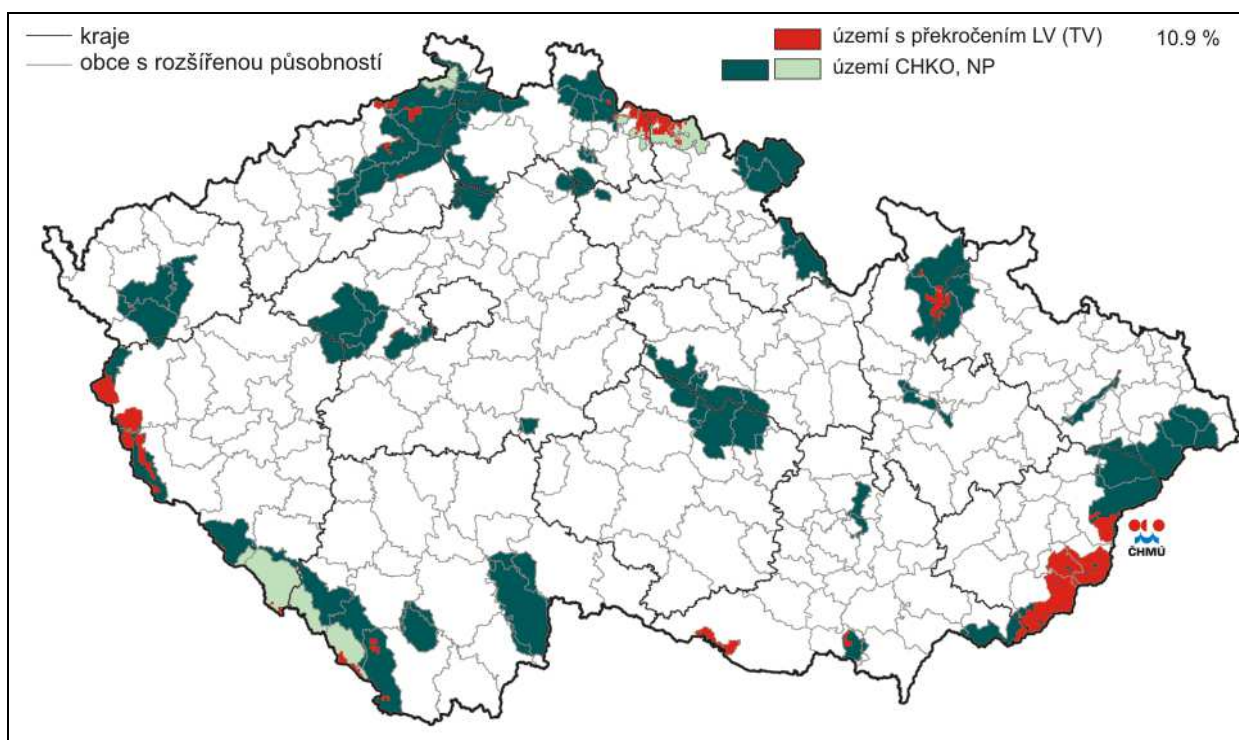 kraje
obce s rozšířenou působností
území s překročením LV (TV) 10.9 %
území CHKO, NP
ČHMÚ